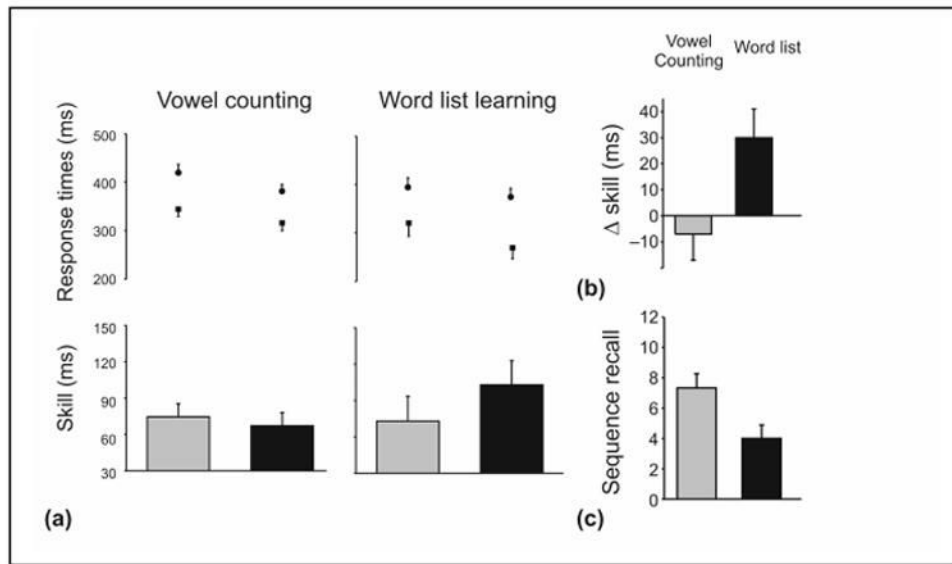 Vowel counting
Word list learning
Response times (ms)
500
400
300
200
Skill (ms)
150
120
90
60
30
(a)
Vowel
Counting
Word list
Δ skill (ms)
40
30
20
10
0
–10
(b)
Sequence recall
12
10
8
6
4
2
0
(c)